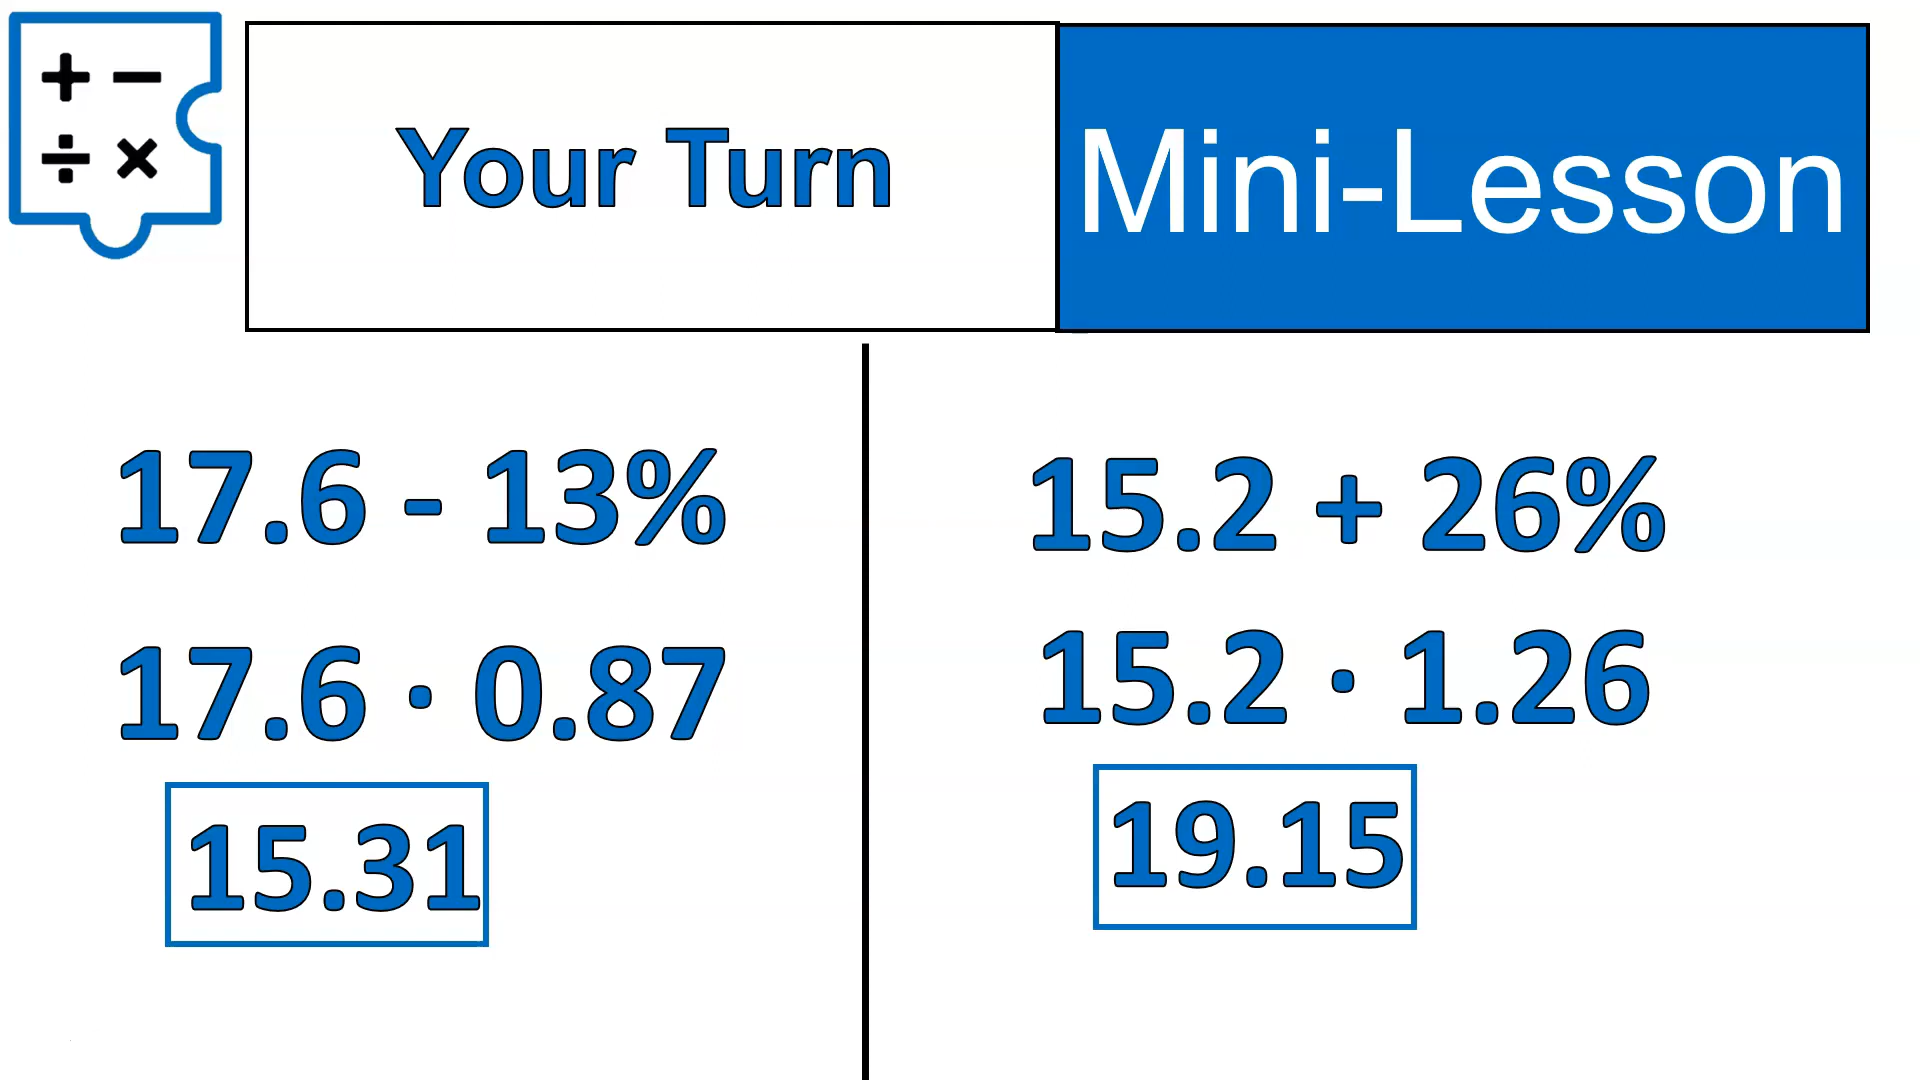 + −
÷ ×
Your Turn
Mini-Lesson
17.6 - 13%
17.6 · 0.87
15.31
15.2 + 26%
15.2 · 1.26
19.15